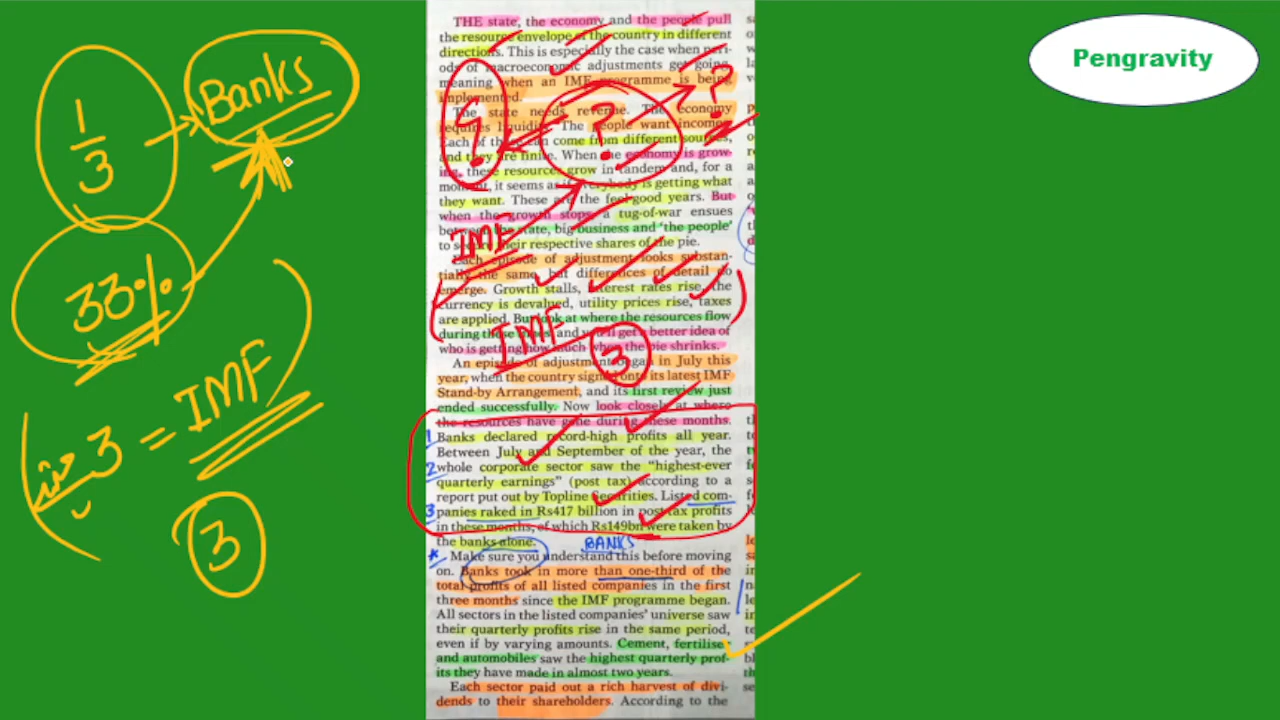 Pengravity
1
3
Banks
33%
in 3 = IMF
3
THE state, the economy and the people pull
the resource envelope of the country in different
directions. This is especially the case when peri-
ods of macroeconomic adjustments get going,
meaning when an IMF programme is being
implemented.
The state needs revenue. The economy
requires liquidity. The people want incomes.
Each of these can come from different sources,
and they are finite. When the economy is grow-
ing, these resources grow in tandem and, for a
moment, it seems as if everybody is getting what
they want. These are the feel good years. But
when the growth stops, a tug-of-war ensues
between the state, big business and 'the people'
to their respective shares of the pie.
Each episode of adjustment looks substan-
tially the same, but differences of detail do
emerge. Growth stalls, interest rates rise, the
currency is devalued, utility prices rise, taxes
are applied. But look at where the resources flow
during these and you'll get a better idea of
who is getting how much when the pie shrinks.
An episode of adjustment began in July this
year, when the country signed onto its latest IMF
Stand-by Arrangement, and its first review just
ended successfully. Now look closely at where
the resources have gone during these months.
1 Banks declared record-high profits all year.
Between July and September of the year, the
2 whole corporate sector saw the "highest-ever
quarterly earnings" (post tax) according to a
report put out by Topline Securities. Listed com-
3 panies raked in Rs417 billion in post tax profits
in these months, of which Rs149bn were taken by
the banks alone.
BANKS
Make sure you understand this before moving
on. Banks took in more than one-third of the
total profits of all listed companies in the first
three months since the IMF programme began.
All sectors in the listed companies' universe saw
their quarterly profits rise in the same period,
even if by varying amounts. Cement, fertiliser
and automobiles saw the highest quarterly prof-
its they have made in almost two years.
Each sector paid out a rich harvest of divi-
dends to their shareholders. According to the
?
?
?
IMF
IMF
3